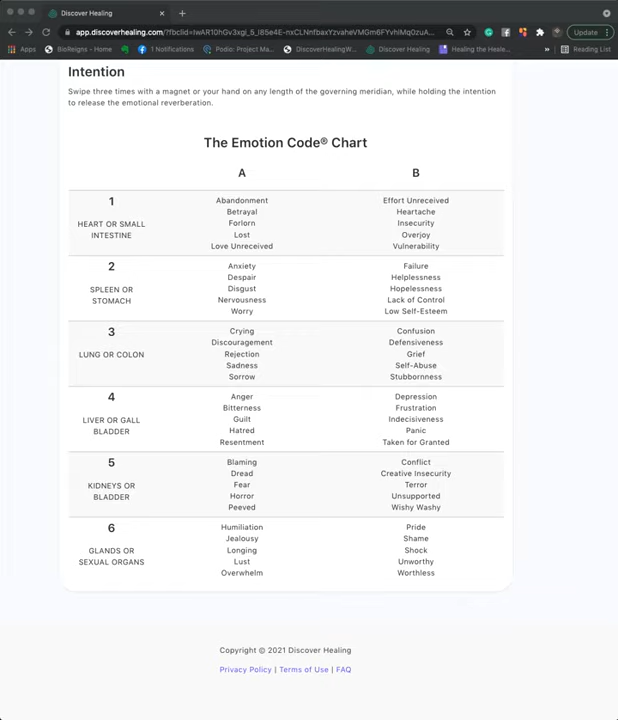 Discover Healing
app.discoverhealing.com/
Update
Apps
BioReigns - Home
1 Notifications
Podio: Project Ma...
DiscoverHealingW...
Discover Healing
Healing the Heale...
»
Reading List
Intention
Swipe three times with a magnet or your hand on any length of the governing meridian, while holding the intention
to release the emotional reverberation.
The Emotion Code® Chart
A B
1
HEART OR SMALL
INTESTINE
Abandonment
Betrayal
Forlorn
Lost
Love Unreceived
Effort Unreceived
Heartache
Insecurity
Overjoy
Vulnerability
2
SPLEEN OR
STOMACH
Anxiety
Despair
Disgust
Nervousness
Worry
Failure
Helplessness
Hopelessness
Lack of Control
Low Self-Esteem
3
LUNG OR COLON
Crying
Discouragement
Rejection
Sadness
Sorrow
Confusion
Defensiveness
Grief
Self-Abuse
Stubbornness
4
LIVER OR GALL
BLADDER
Anger
Bitterness
Guilt
Hatred
Resentment
Depression
Frustration
Indecisiveness
Panic
Taken for Granted
5
KIDNEYS OR
BLADDER
Blaming
Dread
Fear
Horror
Peeved
Conflict
Creative Insecurity
Terror
Unsupported
Wishy Washy
6
GLANDS OR
SEXUAL ORGANS
Humiliation
Jealousy
Longing
Lust
Overwhelm
Pride
Shame
Shock
Unworthy
Worthless
Copyright © 2021 Discover Healing
Privacy Policy | Terms of Use | FAQ